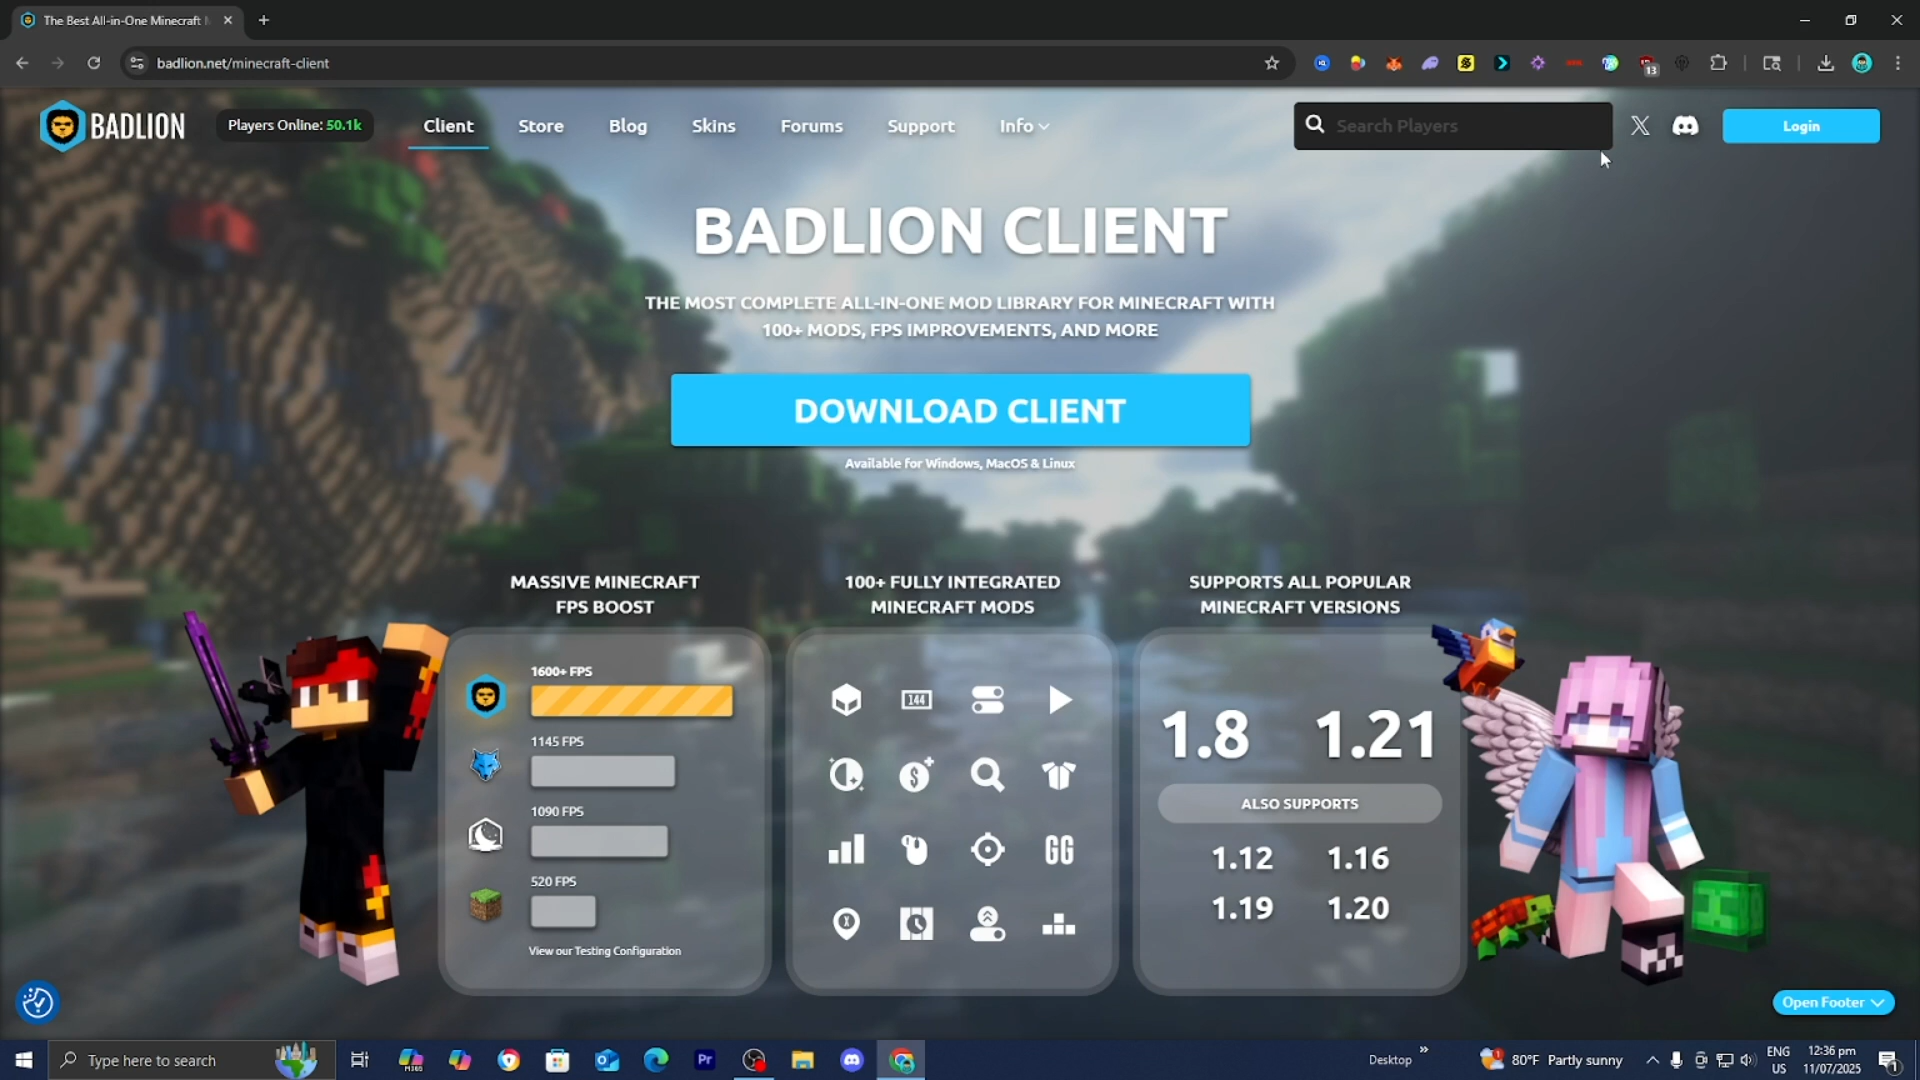 The Best All-in-One Minecraft
badlion.net/minecraft-client
13
BADLION
Players Online: 50.1k
Client
Store
Blog
Skins
Forums
Support
Info
Search Players
Login
BADLION CLIENT
THE MOST COMPLETE ALL-IN-ONE MOD LIBRARY FOR MINECRAFT WITH
100+ MODS, FPS IMPROVEMENTS, AND MORE
DOWNLOAD CLIENT
Available for Windows, MacOS & Linux
MASSIVE MINECRAFT
FPS BOOST
1600+ FPS
1145 FPS
1090 FPS
520 FPS
View our Testing Configuration
100+ FULLY INTEGRATED
MINECRAFT MODS
144
GG
SUPPORTS ALL POPULAR
MINECRAFT VERSIONS
1.8 1.21
ALSO SUPPORTS
1.12 1.16
1.19 1.20
Open Footer
Type here to search
M365
Pr
Desktop
80°F Partly sunny
ENG
US
12:36 pm
11/07/2025
1